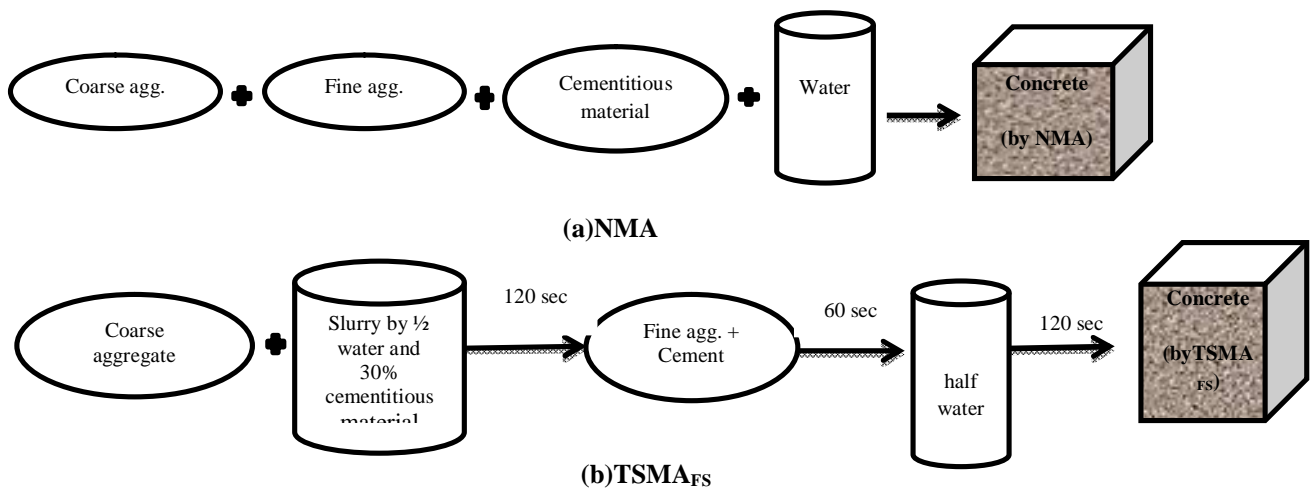 Coarse agg.
Fine agg.
Cementitious
material
Water
Concrete
(by NMA)
(a)NMA
Coarse
aggregate
Slurry by ½
water and
30%
cementitious
material
120 sec
Fine agg. +
Cement
60 sec
half
water
120 sec
Concrete
(byTSMA
FS)
(b)TSMAFS